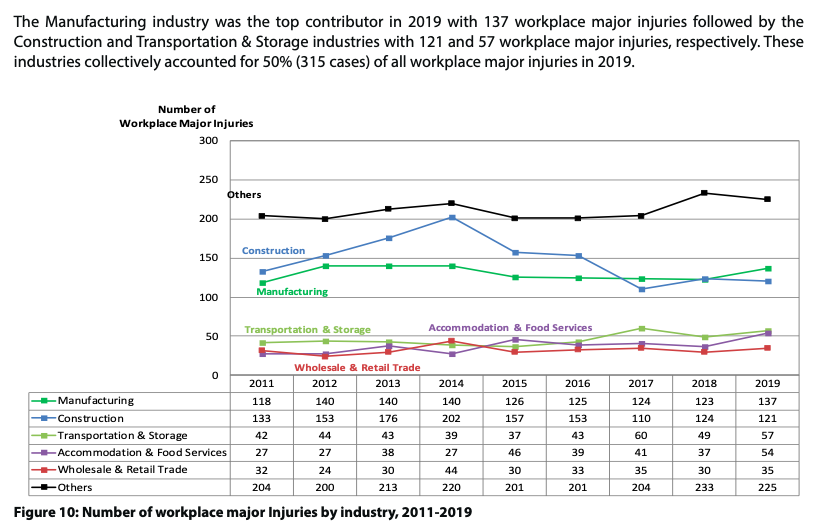 The Manufacturing industry was the top contributor in 2019 with 137 workplace major injuries followed by the
Construction and Transportation & Storage industries with 121 and 57 workplace major injuries, respectively. These
industries collectively accounted for 50% (315 cases) of all workplace major injuries in 2019.
Number of
Workplace Major Injuries
300
250
Others
200
Construction
150
Manufacturing
100
Transportation & Storage
Accommodation & Food Services
50
Wholesale & Retail Trade
0
2011 2012 2013 2014 2015 2016 2017 2018 2019
Manufacturing 118 140 140 140 126 125 124 123 137
Construction 133 153 176 202 157 153 110 124 121
Transportation & Storage 42 44 43 39 37 43 60 49 57
Accommodation & Food Services 27 27 38 27 46 39 41 37 54
Wholesale & Retail Trade 32 24 30 44 30 33 35 30 35
Others 204 200 213 220 201 201 204 233 225
Figure 10: Number of workplace major Injuries by industry, 2011-2019